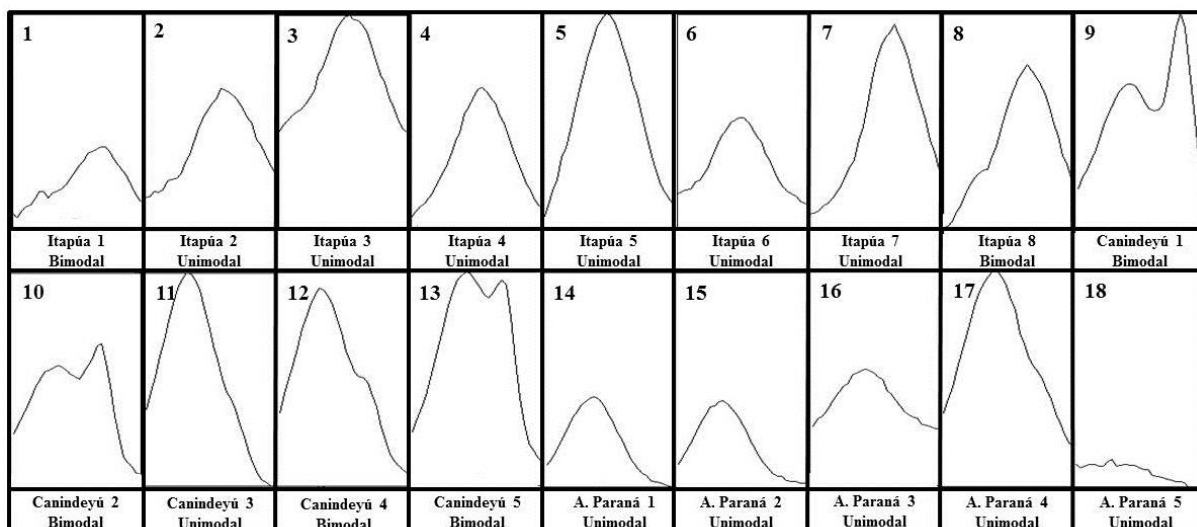 1 2 3 4 5 6 7 8 9
Itapúa 1 Itapúa 2 Itapúa 3 Itapúa 4 Itapúa 5 Itapúa 6 Itapúa 7 Itapúa 8 Canindeyú 1
Bimodal Unimodal Unimodal Unimodal Unimodal Unimodal Unimodal Bimodal Bimodal
10 11 12 13 14 15 16 17 18
Canindeyú 2 Canindeyú 3 Canindeyú 4 Canindeyú 5 A. Paraná 1 A. Paraná 2 A. Paraná 3 A. Paraná 4 A. Paraná 5
Bimodal Unimodal Bimodal Bimodal Unimodal Unimodal Unimodal Unimodal Unimodal